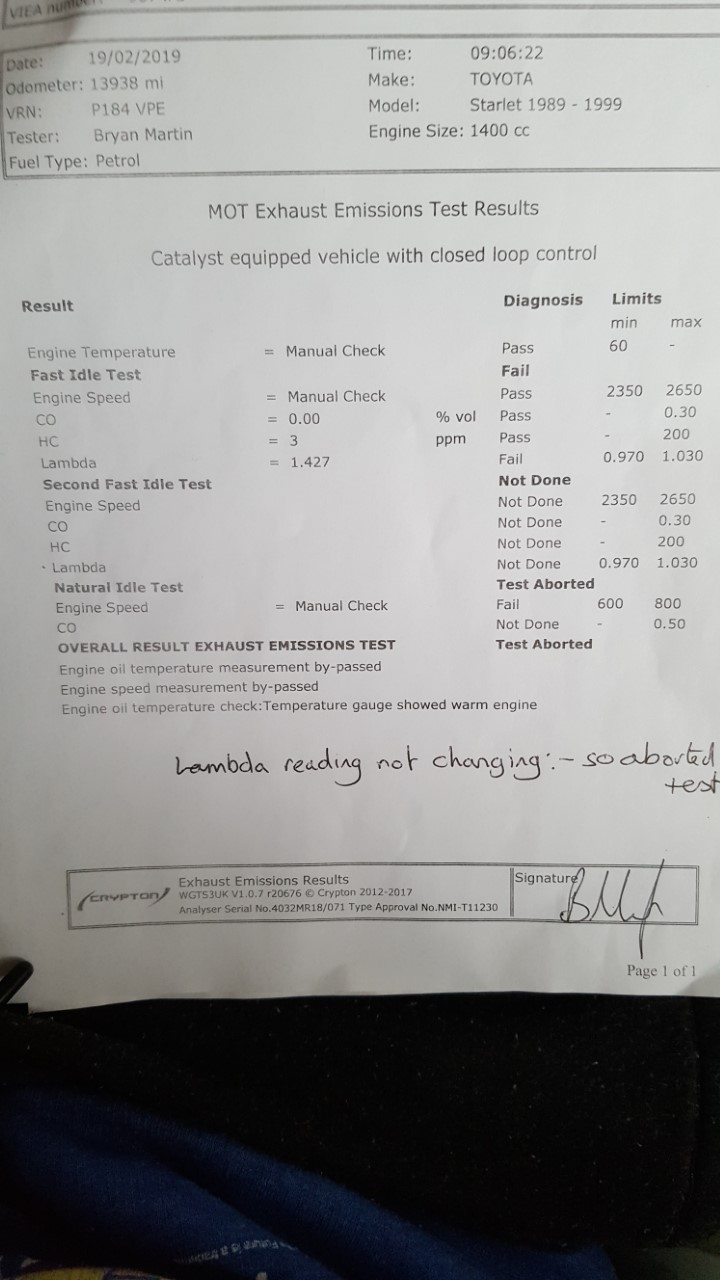 VIEA number:
Date: 19/02/2019 Time: 09:06:22
Odometer: 13938 mi Make: TOYOTA
VRN: P184 VPE Model: Starlet 1989 - 1999
Tester: Bryan Martin Engine Size: 1400 cc
Fuel Type: Petrol
MOT Exhaust Emissions Test Results
Catalyst equipped vehicle with closed loop control
Result Diagnosis Limits
min max
Engine Temperature = Manual Check Pass 60 -
Fast Idle Test Fail
Engine Speed = Manual Check Pass 2350 2650
CO = 0.00 % vol Pass - 0.30
HC = 3 ppm Pass - 200
Lambda = 1.427 Fail 0.970 1.030
Second Fast Idle Test Not Done
Engine Speed Not Done 2350 2650
CO Not Done - 0.30
HC Not Done - 200
Lambda Not Done 0.970 1.030
Natural Idle Test Test Aborted
Engine Speed = Manual Check Fail 600 800
CO Not Done - 0.50
OVERALL RESULT EXHAUST EMISSIONS TEST Test Aborted
Engine oil temperature measurement by-passed
Engine speed measurement by-passed
Engine oil temperature check:Temperature gauge showed warm engine
Lambda reading not changing:- so aborted
test
CRYPTON
Exhaust Emissions Results Signature
WGTS3UK V1.0.7 r20676 © Crypton 2012-2017
Analyser Serial No.4032MR18/071 Type Approval No.NMI-T11230
Page 1 of 1